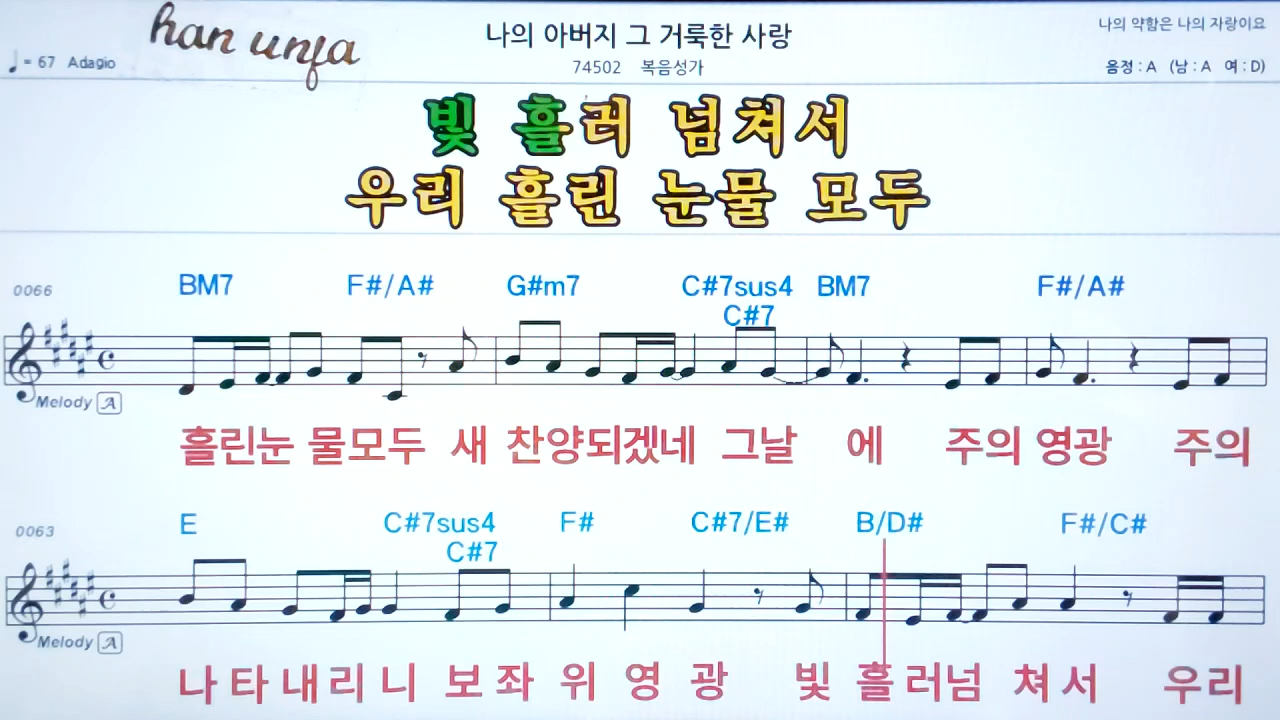 han unfa
나의 아버지 그 거룩한 사랑
나의 약함은 나의 자랑이요
♩= 67 Adagio
74502 복음성가
음정 : A (남 : A 여 : D)
빛 흘러 넘쳐서
우리 흘린 눈물 모두
0066
BM7 F#/A# G#m7 C#7sus4 BM7 F#/A#
C#7
Melody A
흘린눈 물모두 새 찬양되겠네 그날 에 주의 영광 주의
0063
E C#7sus4 F# C#7/E# B/D# F#/C#
C#7
Melody A
나 타 내 리 니 보 좌 위 영 광 빛 흘 러넘 쳐 서 우리